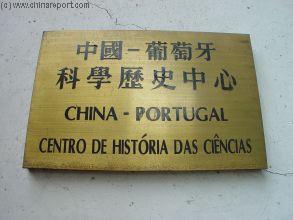 (c) www.chinareport.com
中國－葡萄牙
科學歷史中心
CHINA - PORTUGAL
CENTRO DE HISTÓRIA DAS CIÊNCIAS